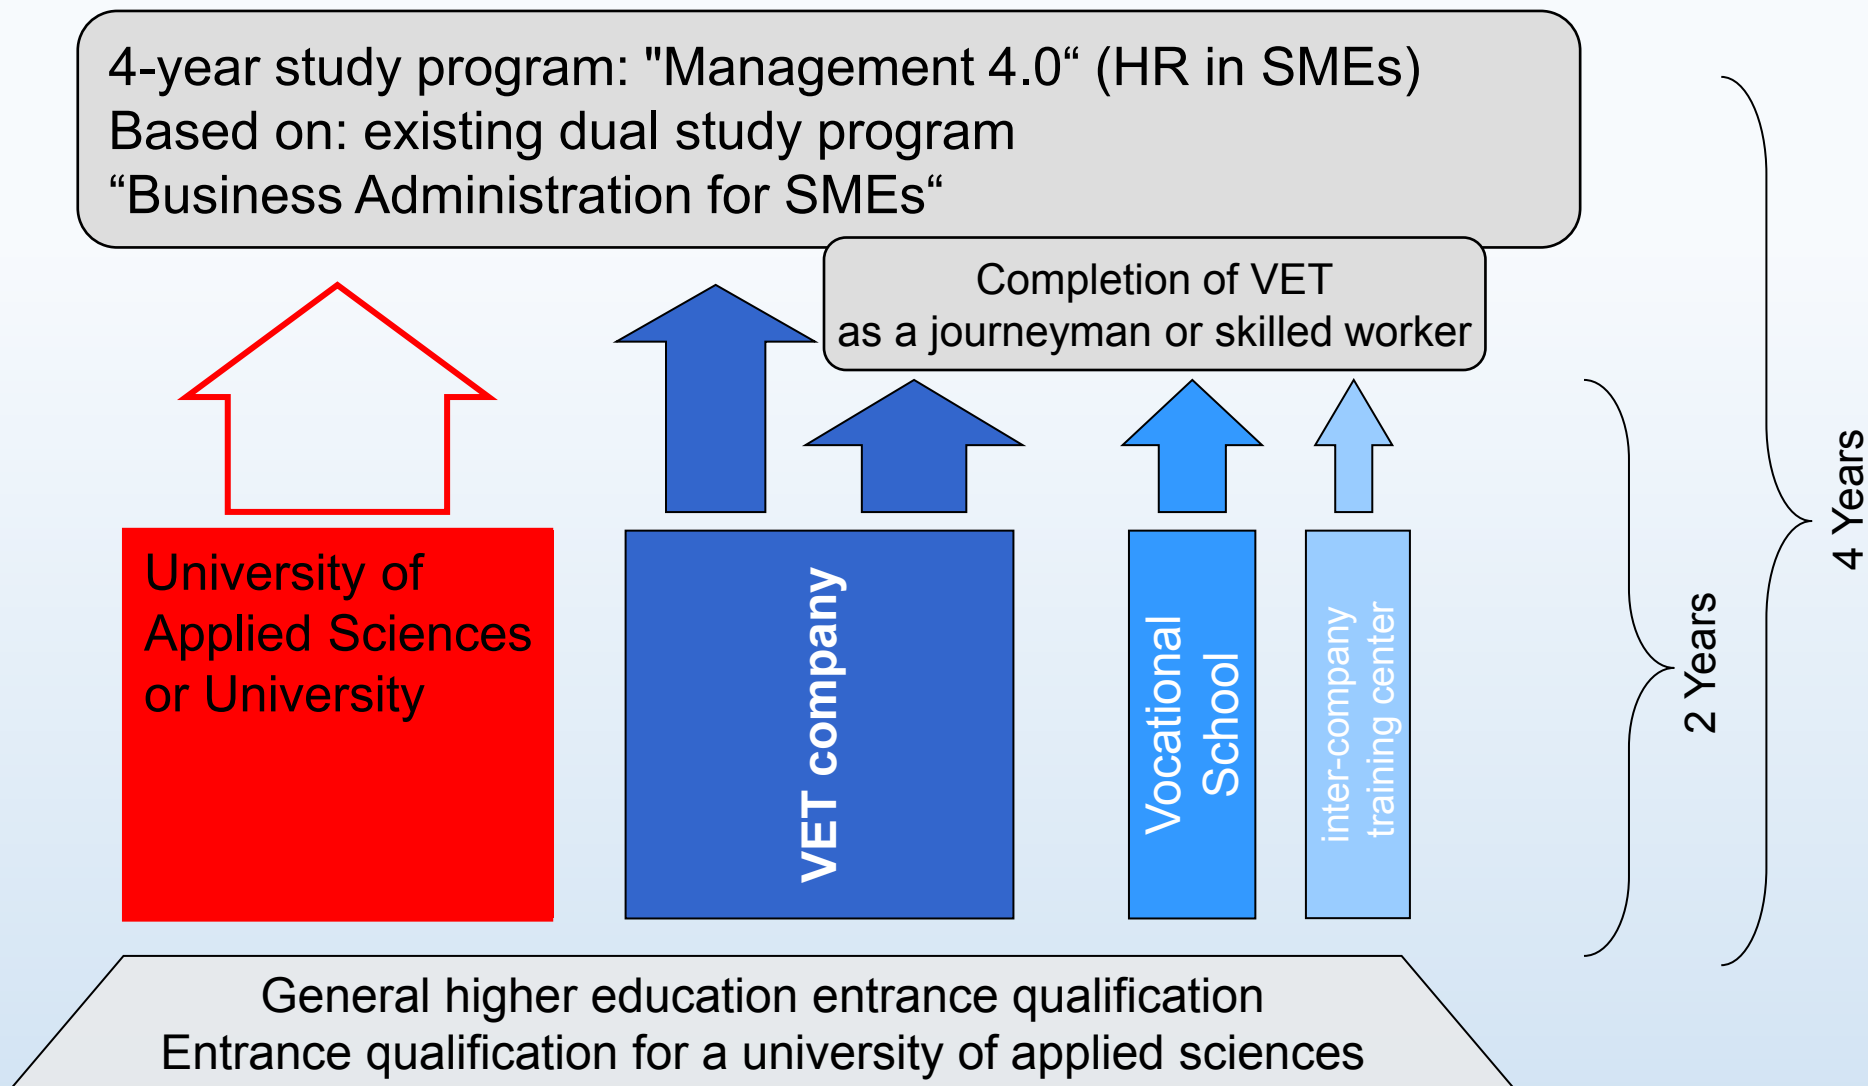 4-year study program: "Management 4.0“ (HR in SMEs)
Based on: existing dual study program
“Business Administration for SMEs“
Completion of VET
as a journeyman or skilled worker
University of
Applied Sciences
or University
VET company
Vocational
School
inter-company
training center
2 Years
4 Years
General higher education entrance qualification
Entrance qualification for a university of applied sciences